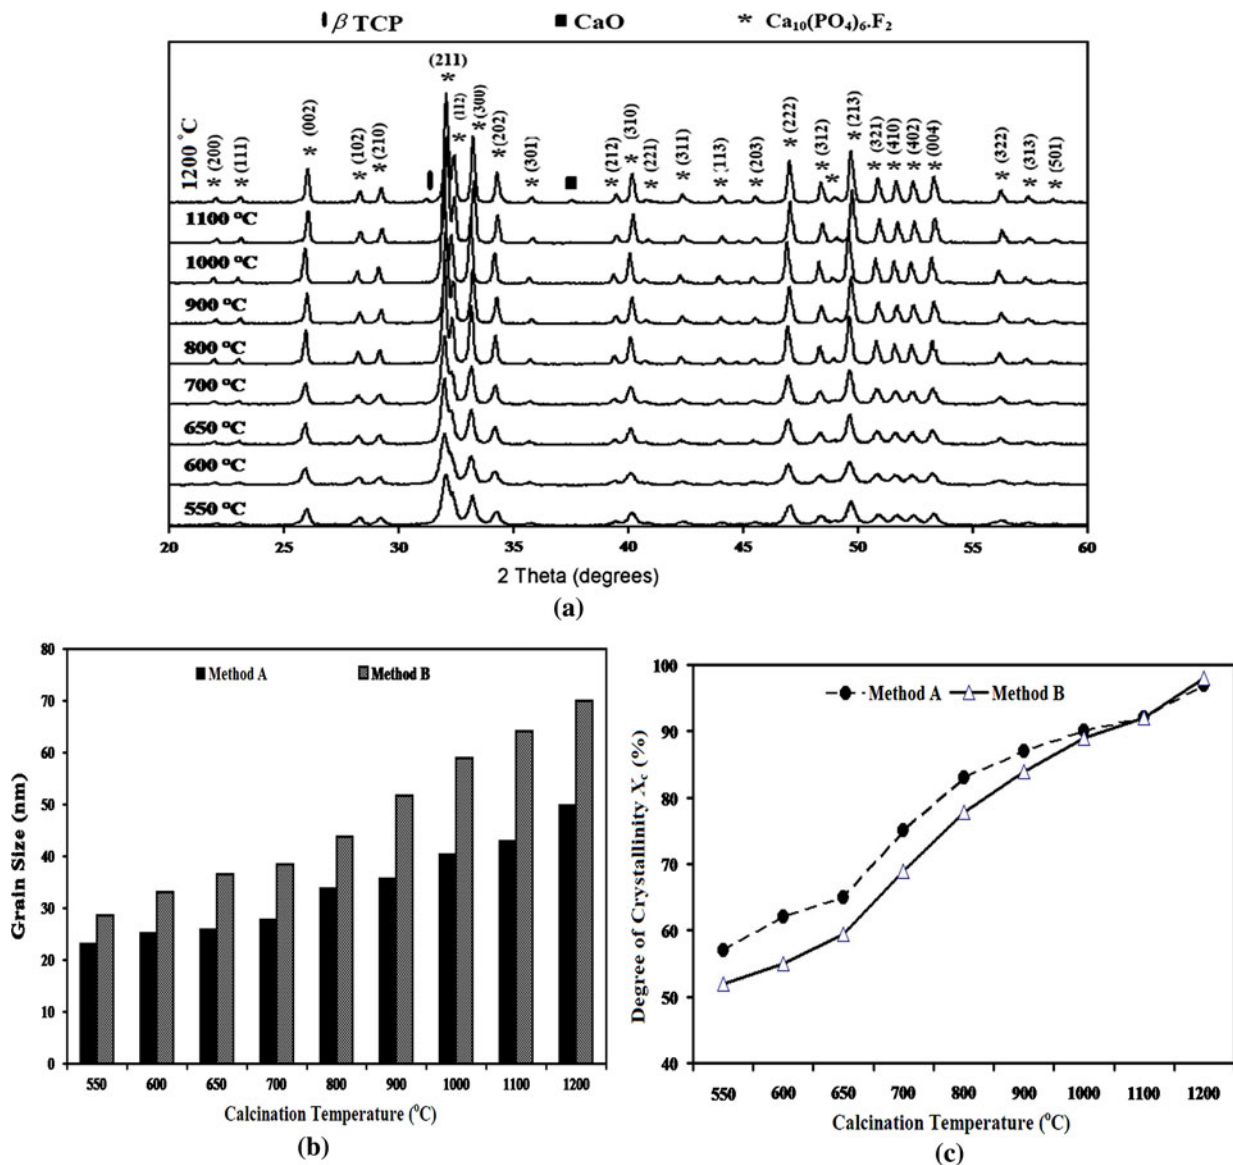 β TCP CaO * Ca₁₀(PO₄)₆.F₂
(211)
* (200) * (111) * (002) * (102) * (210) * * (112) * (300) * (202) * (301) * (212) * (310) * (221) * (311) * (113) * (203) * (222) * (312) * * (213) * (321) * (410) * (402) * (004) * (322) * (313) * (501)
1200 °C
1100 °C
1000 °C
900 °C
800 °C
700 °C
650 °C
600 °C
550 °C
20 25 30 35 40 45 50 55 60
2 Theta (degrees)
(a)
80
70
60
50
40
30
20
10
0
Method A Method B
Grain Size (nm)
550 600 650 700 800 900 1000 1100 1200
Calcination Temperature (⁰C)
(b)
100
90
80
70
60
50
40
Method A Method B
Degree of Crystallinity X꜀ (%)
550 600 650 700 800 900 1000 1100 1200
Calcination Temperature (⁰C)
(c)